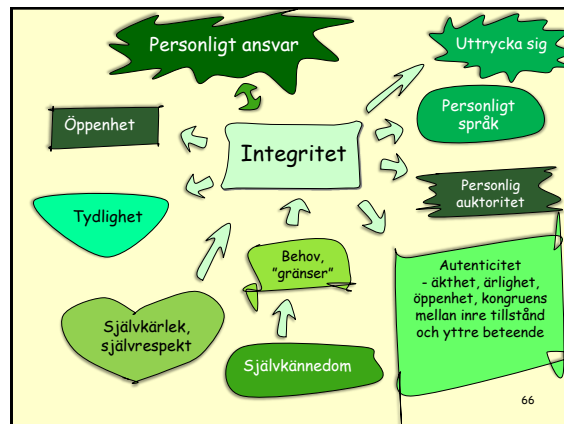 Personligt ansvar
Uttrycka sig
Öppenhet
Personligt
språk
Integritet
Personlig
auktoritet
Tydlighet
Behov,
"gränser"
Autenticitet
- äkthet, ärlighet,
öppenhet, kongruens
mellan inre tillstånd
och yttre beteende
Självkärlek,
självrespekt
Självkännedom
66